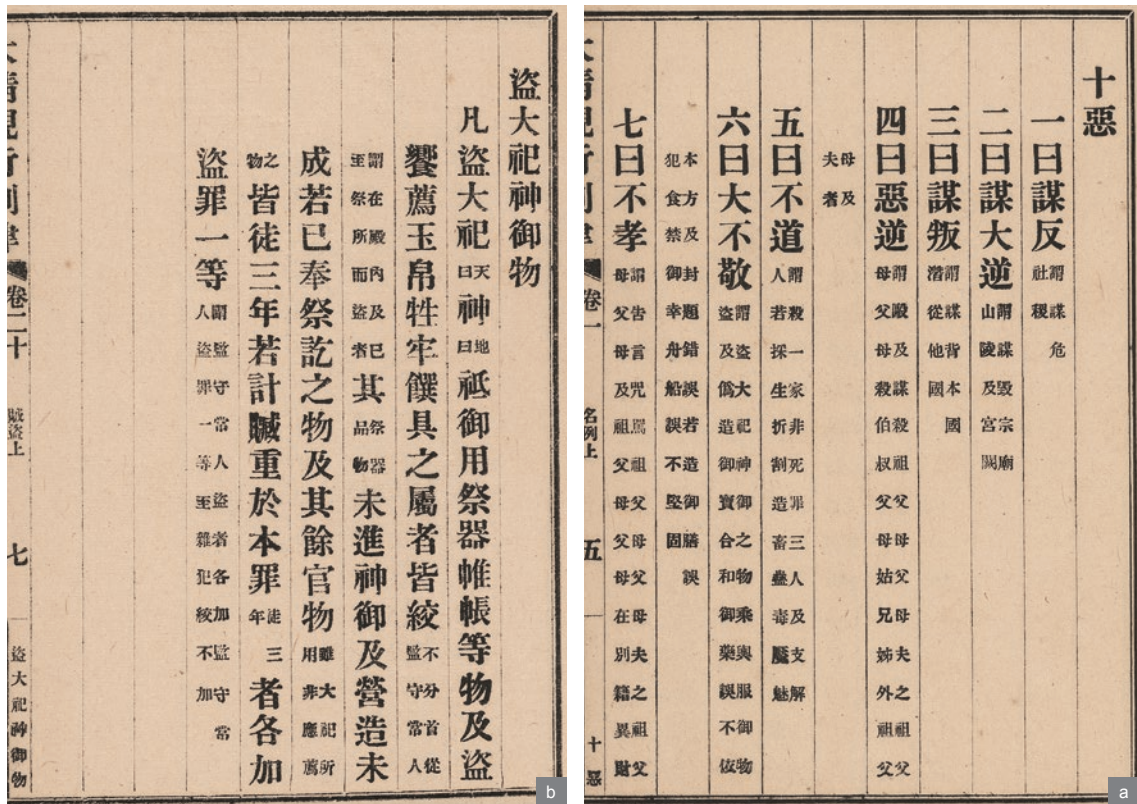 十惡
一曰謀反謂謀危社稷
二曰謀大逆謂謀毀宗廟山陵及宮闕
三曰謀叛謂謀背本國潛從他國
四曰惡逆謂毆及謀殺祖父母父母夫之祖父母父母殺伯叔父母姑兄姊外祖父
母及夫者
五曰不道謂殺一家非死罪三人及支解人若採生折割造畜蠱毒魘魅
六曰大不敬謂盜大祀神御之物乘輿服御物盜及偽造御寶合和御藥誤不依
本方及封題錯誤若造御膳誤犯食禁御幸舟船誤不堅固
七曰不孝謂告言咒罵祖父母父母夫之祖父母父母及祖父母父母在別籍異財
大清現行刑律 卷一 名例上 五 十惡
a
盜大祀神御物
凡盜大祀天曰神地曰祗御用祭器帷帳等物及盜
饗薦玉帛牲牢饌具之屬者皆絞不分首從監守常人
謂在殿內及已至祭所而盜者其祭器品物未進神御及營造未
成若已奉祭訖之物及其餘官物雖大祀所用非應薦
之物皆徒三年若計贓重於本罪徒三年者各加
盜罪一等謂監守常人盜者各加監守常人盜罪一等至雜犯絞不加
大清現行刑律 卷二十 賊盜上 七 盜大祀神御物
b